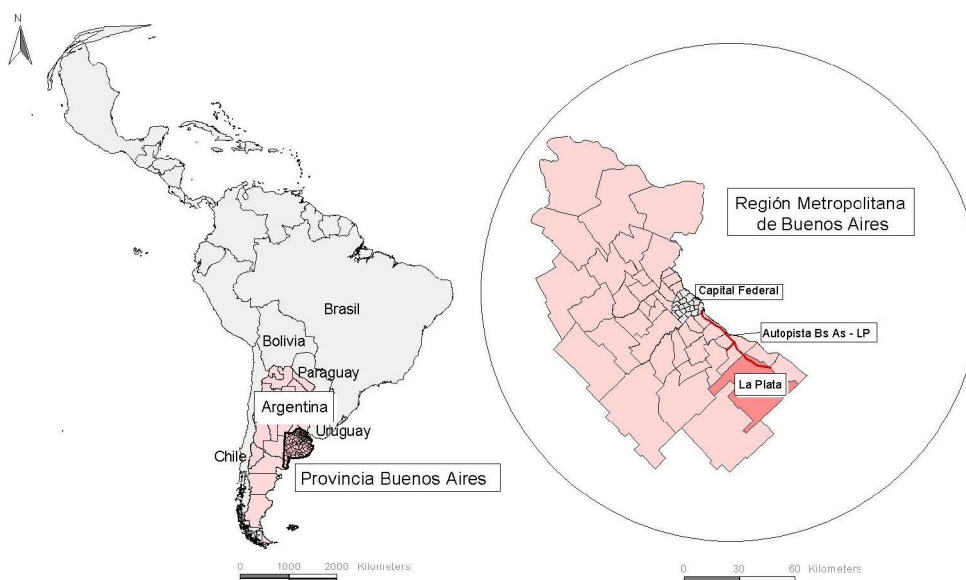 N
Brasil
Bolivia
Paraguay
Argentina
Uruguay
Chile
Provincia Buenos Aires
0 1000 2000 Kilometers
Región Metropolitana
de Buenos Aires
Capital Federal
Autopista Bs As - LP
La Plata
0 30 60 Kilometers